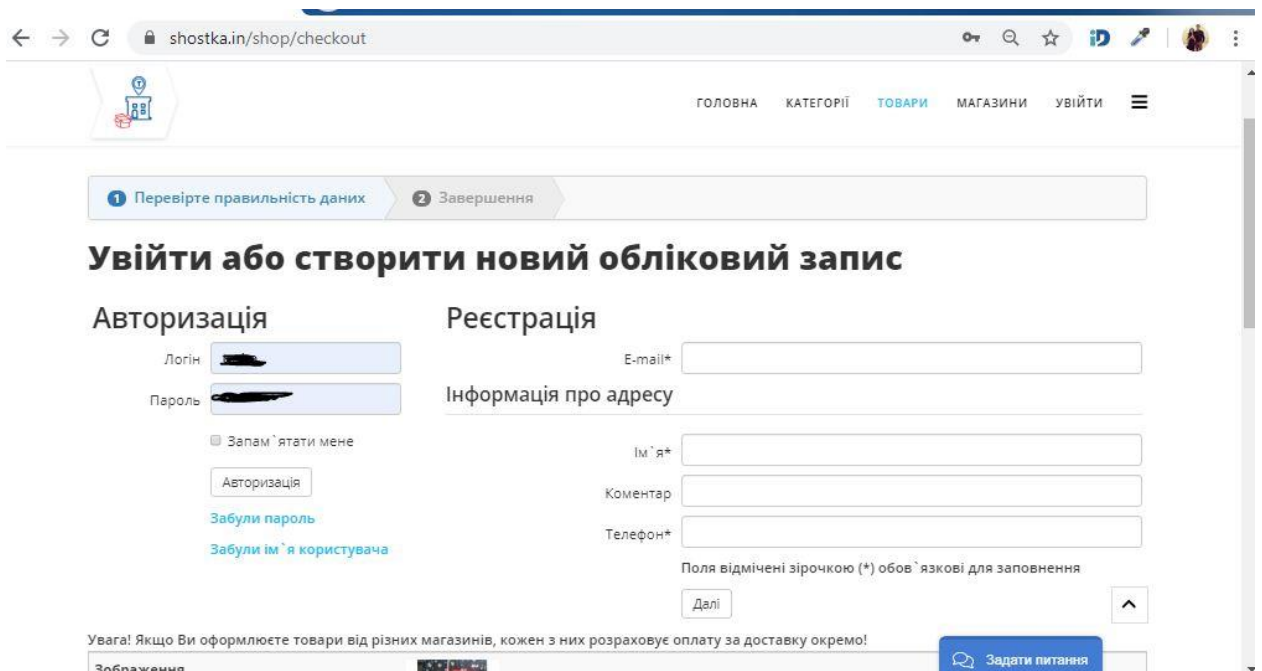 shostka.in/shop/checkout
ГОЛОВНА КАТЕГОРІЇ ТОВАРИ МАГАЗИНИ УВІЙТИ
1 Перевірте правильність даних 2 Завершення
Увійти або створити новий обліковий запис
Авторизація
Логін
Пароль
Запам`ятати мене
Авторизація
Забули пароль
Забули ім`я користувача
Реєстрація
E-mail*
Інформація про адресу
Ім`я*
Коментар
Телефон*
Поля відмічені зірочкою (*) обов`язкові для заповнення
Далі
Увага! Якщо Ви оформлюєте товари від різних магазинів, кожен з них розраховує оплату за доставку окремо!
Зображення
Задати питання